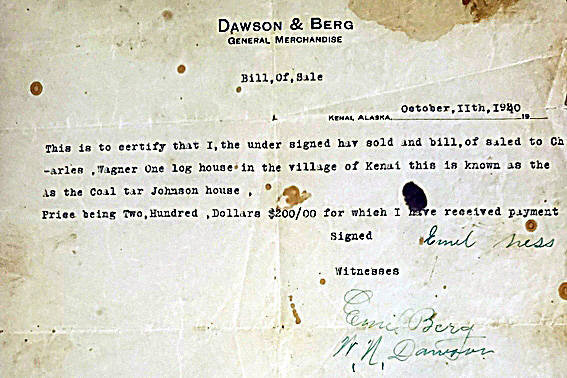 DAWSON & BERG
GENERAL MERCHANDISE
Bill,Of,Sale
October,IIth,1920
KENAI, ALASKA, 19
This is to certify that I,the under signed hav sold and bill,of saled to Ch
-arles ,Wagner One log house in the village of Kenai this is known as the
As the Coal tar Johnson house ,
Price being Two,Hundred ,Dollars $200/00 for which I have received payment
Signed Emil Ness
Witnesses
Emil Berg
W,N, Dawson